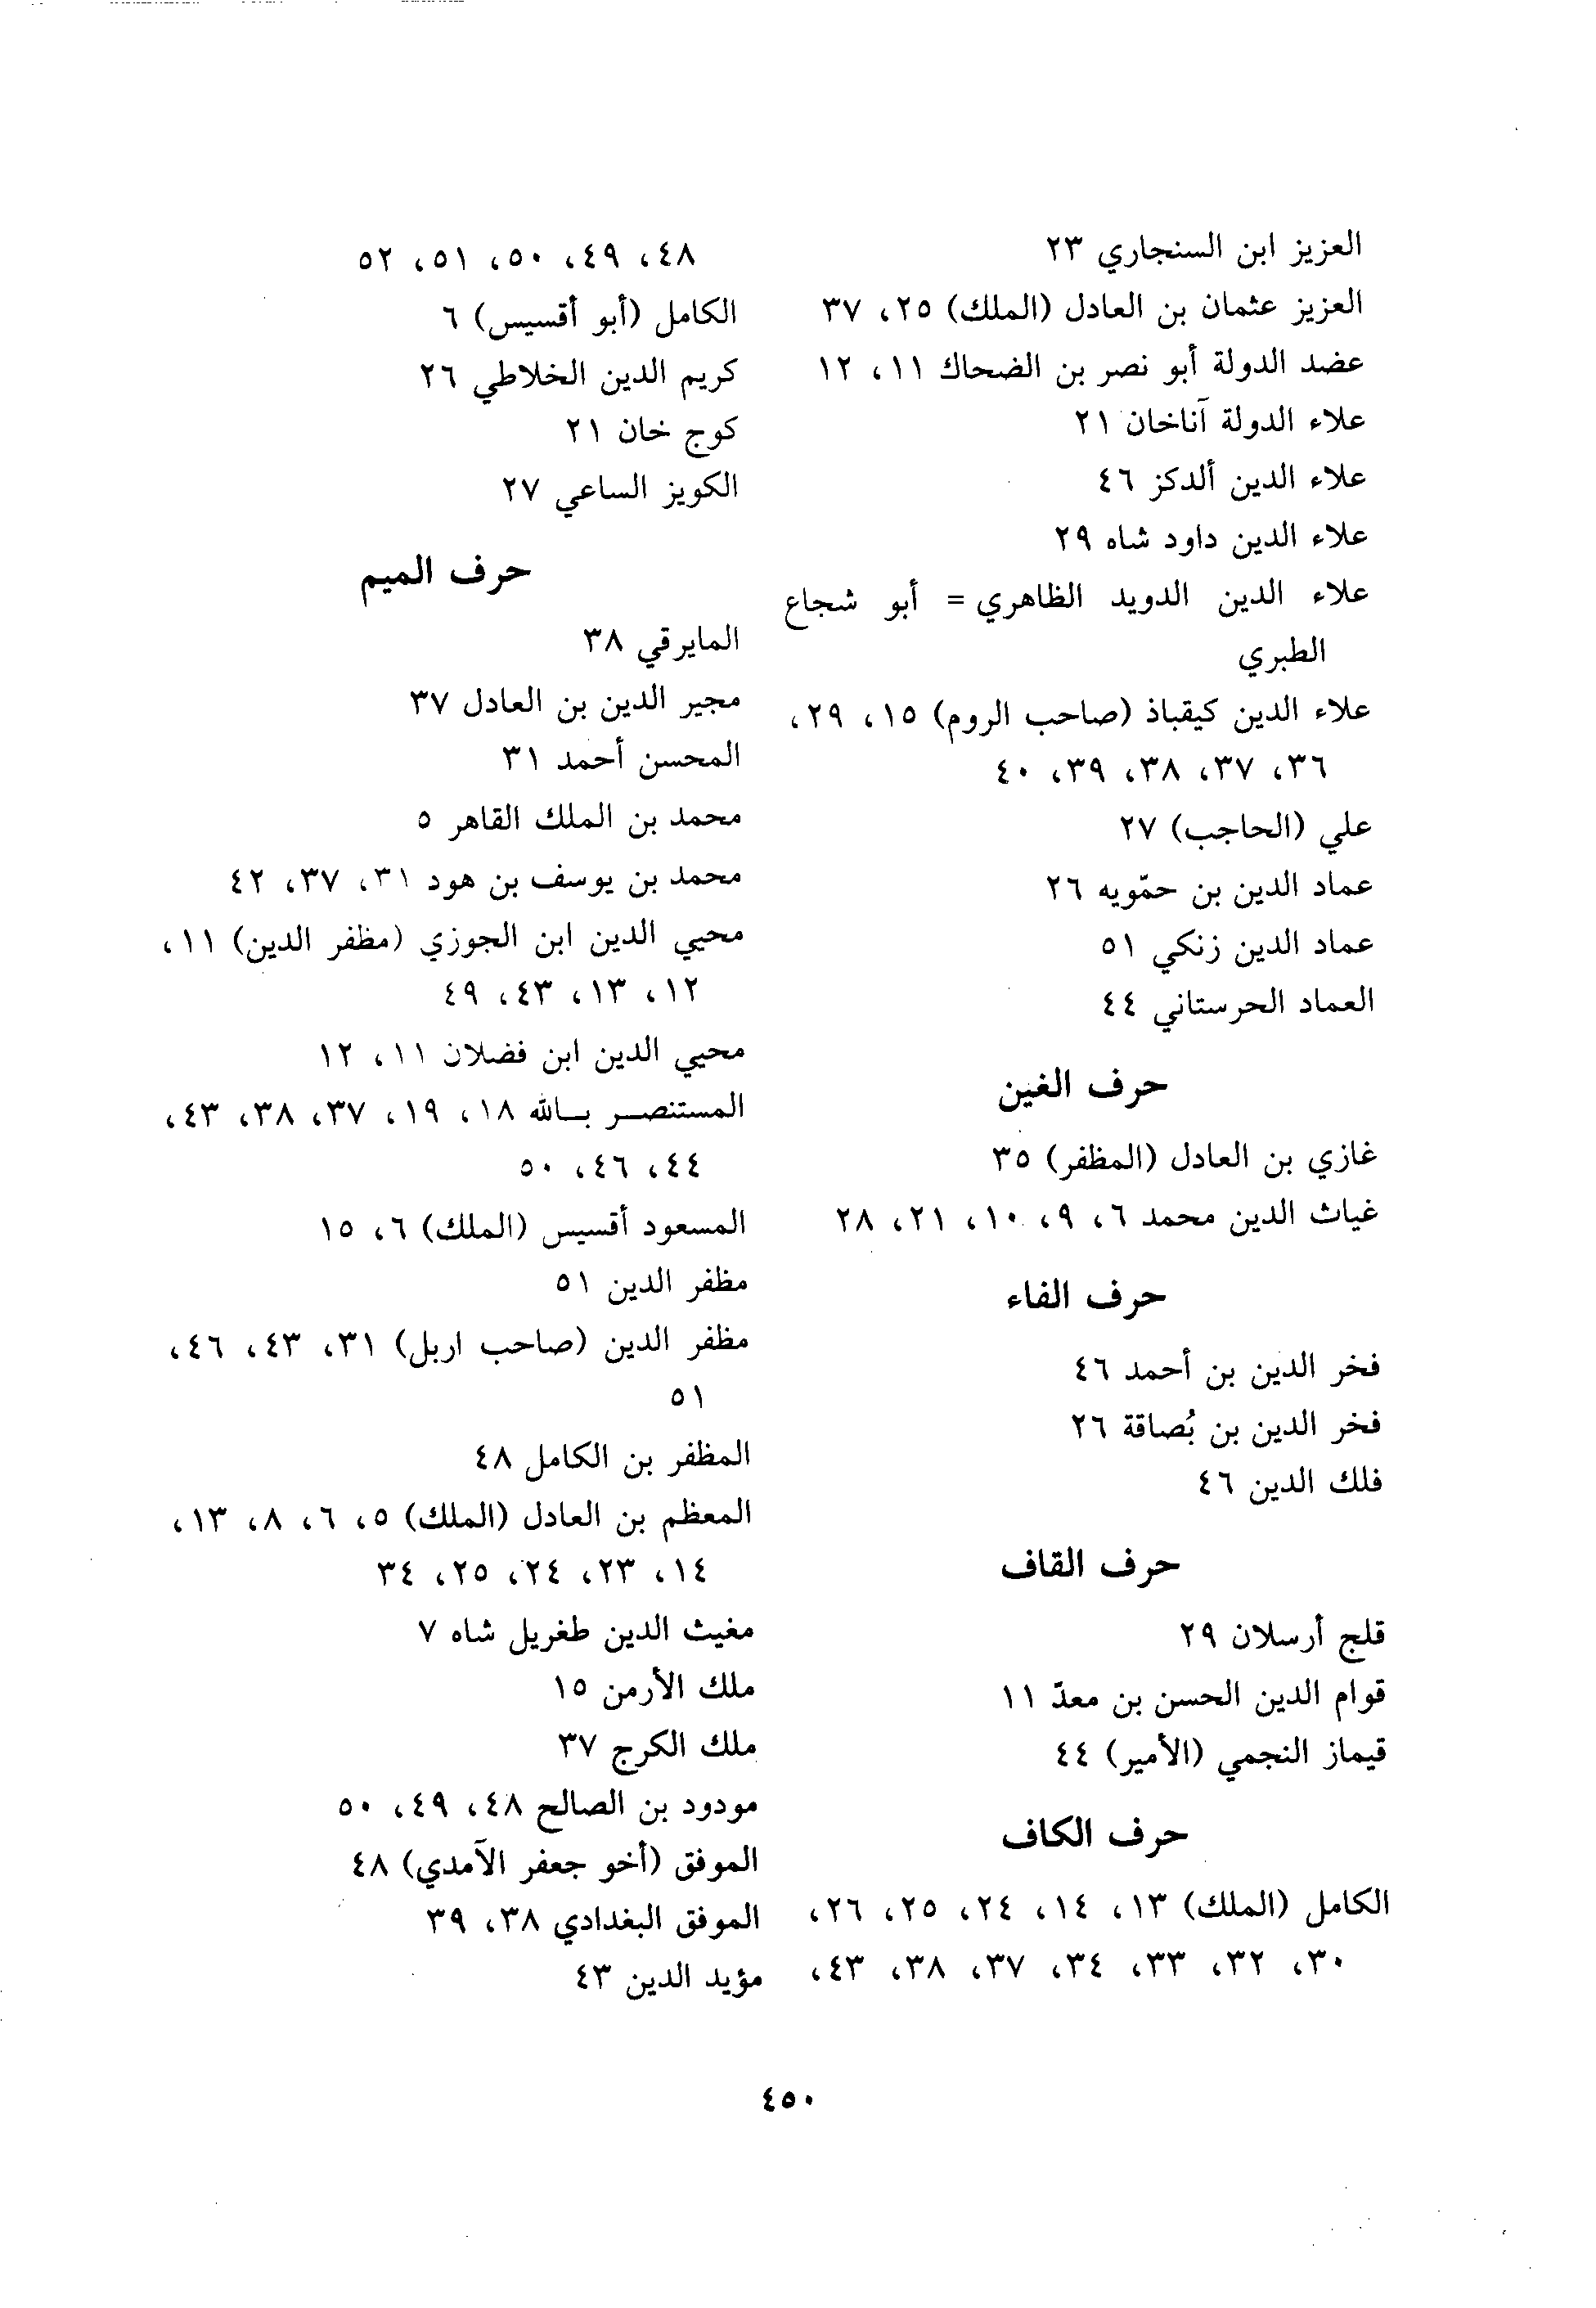 العزيز ابن السنجاري ٢٣
العزيز عثمان بن العادل (الملك) ٢٥، ٣٧
عضد الدولة أبو نصر بن الضحاك ١١، ١٢
علاء الدولة آناخان ٢١
علاء الدين ألدكز ٤٦
علاء الدين داود شاه ٢٩
علاء الدين الدويد الظاهري = أبو شجاع
الطبري
علاء الدين كيقباذ (صاحب الروم) ١٥، ٢٩،
٣٦، ٣٧، ٣٨، ٣٩، ٤٠
علي (الحاجب) ٢٧
عماد الدين بن حمّويه ٢٦
عماد الدين زنكي ٥١
العماد الحرستاني ٤٤
حرف الغين
غازي بن العادل (المظفر) ٣٥
غياث الدين محمد ٦، ٩، ١٠، ٢١، ٢٨
حرف الفاء
فخر الدين بن أحمد ٤٦
فخر الدين بن بُصاقة ٢٦
فلك الدين ٤٦
حرف القاف
قلج أرسلان ٢٩
قوام الدين الحسن بن معدّ ١١
قيماز النجمي (الأمير) ٤٤
حرف الكاف
الكامل (الملك) ١٣، ١٤، ٢٤، ٢٥، ٢٦،
٣٠، ٣٢، ٣٣، ٣٤، ٣٧، ٣٨، ٤٣،
٤٨، ٤٩، ٥٠، ٥١، ٥٢
الكامل (أبو أقسيس) ٦
كريم الدين الخلاطي ٢٦
كوج خان ٢١
الكويز الساعي ٢٧
حرف الميم
المايرقي ٣٨
مجير الدين بن العادل ٣٧
المحسن أحمد ٣١
محمد بن الملك القاهر ٥
محمد بن يوسف بن هود ٣١، ٣٧، ٤٢
محيي الدين ابن الجوزي (مظفر الدين) ١١،
١٢، ١٣، ٤٣، ٤٩
محيي الدين ابن فضلان ١١، ١٢
المستنصر بالله ١٨، ١٩، ٣٧، ٣٨، ٤٣،
٤٤، ٤٦، ٥٠
المسعود أقسيس (الملك) ٦، ١٥
مظفر الدين ٥١
مظفر الدين (صاحب اربل) ٣١، ٤٣، ٤٦،
٥١
المظفر بن الكامل ٤٨
المعظم بن العادل (الملك) ٥، ٦، ٨، ١٣،
١٤، ٢٣، ٢٤، ٢٥، ٣٤
مغيث الدين طغريل شاه ٧
ملك الأرمن ١٥
ملك الكرج ٣٧
مودود بن الصالح ٤٨، ٤٩، ٥٠
الموفق (أخو جعفر الآمدي) ٤٨
الموفق البغدادي ٣٨، ٣٩
مؤيد الدين ٤٣
٤٥٠